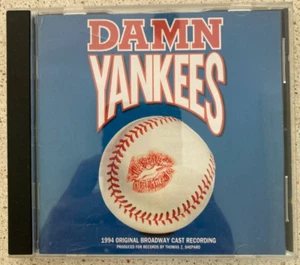 DAMN
YANKEES
1994 ORIGINAL BROADWAY CAST RECORDING
PRODUCED FOR RECORDS BY THOMAS Z. SHEPARD